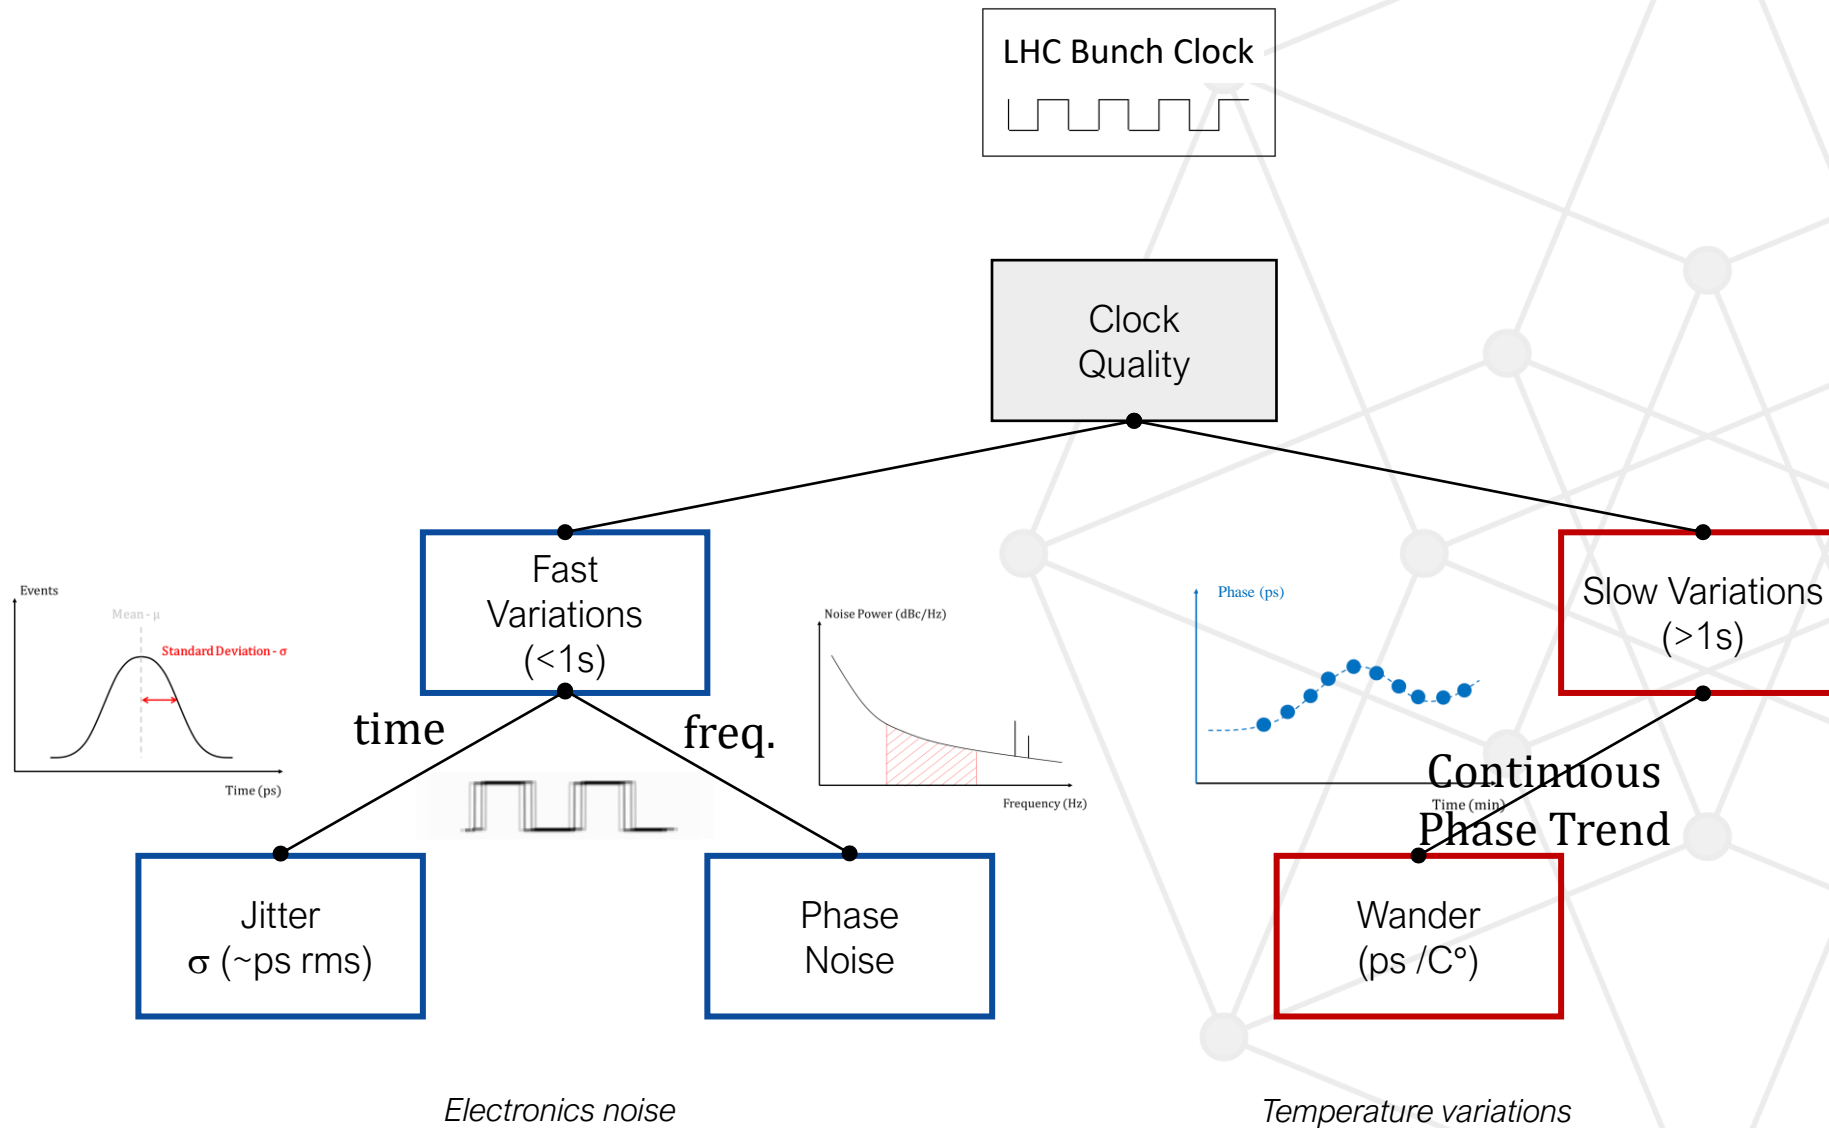 LHC Bunch Clock
Clock
Quality
Fast
Variations
(<1s)
Slow Variations
(>1s)
Events
Mean - μ
Standard Deviation - σ
Time (ps)
time
freq.
Noise Power (dBc/Hz)
Frequency (Hz)
Phase (ps)
Time (min)
Continuous
Phase Trend
Jitter
σ (~ps rms)
Phase
Noise
Wander
(ps /C°)
Electronics noise
Temperature variations